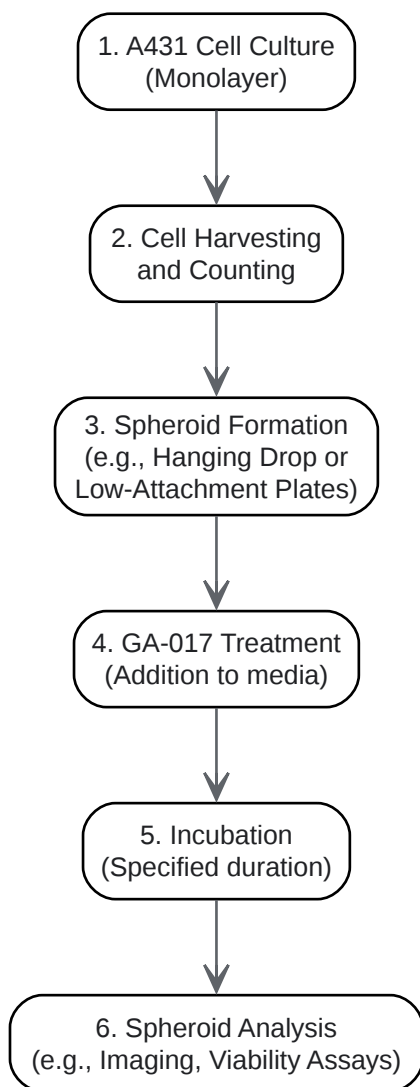 1. A431 Cell Culture
(Monolayer)
2. Cell Harvesting
and Counting
3. Spheroid Formation
(e.g., Hanging Drop or
Low-Attachment Plates)
4. GA-017 Treatment
(Addition to media)
5. Incubation
(Specified duration)
6. Spheroid Analysis
(e.g., Imaging, Viability Assays)